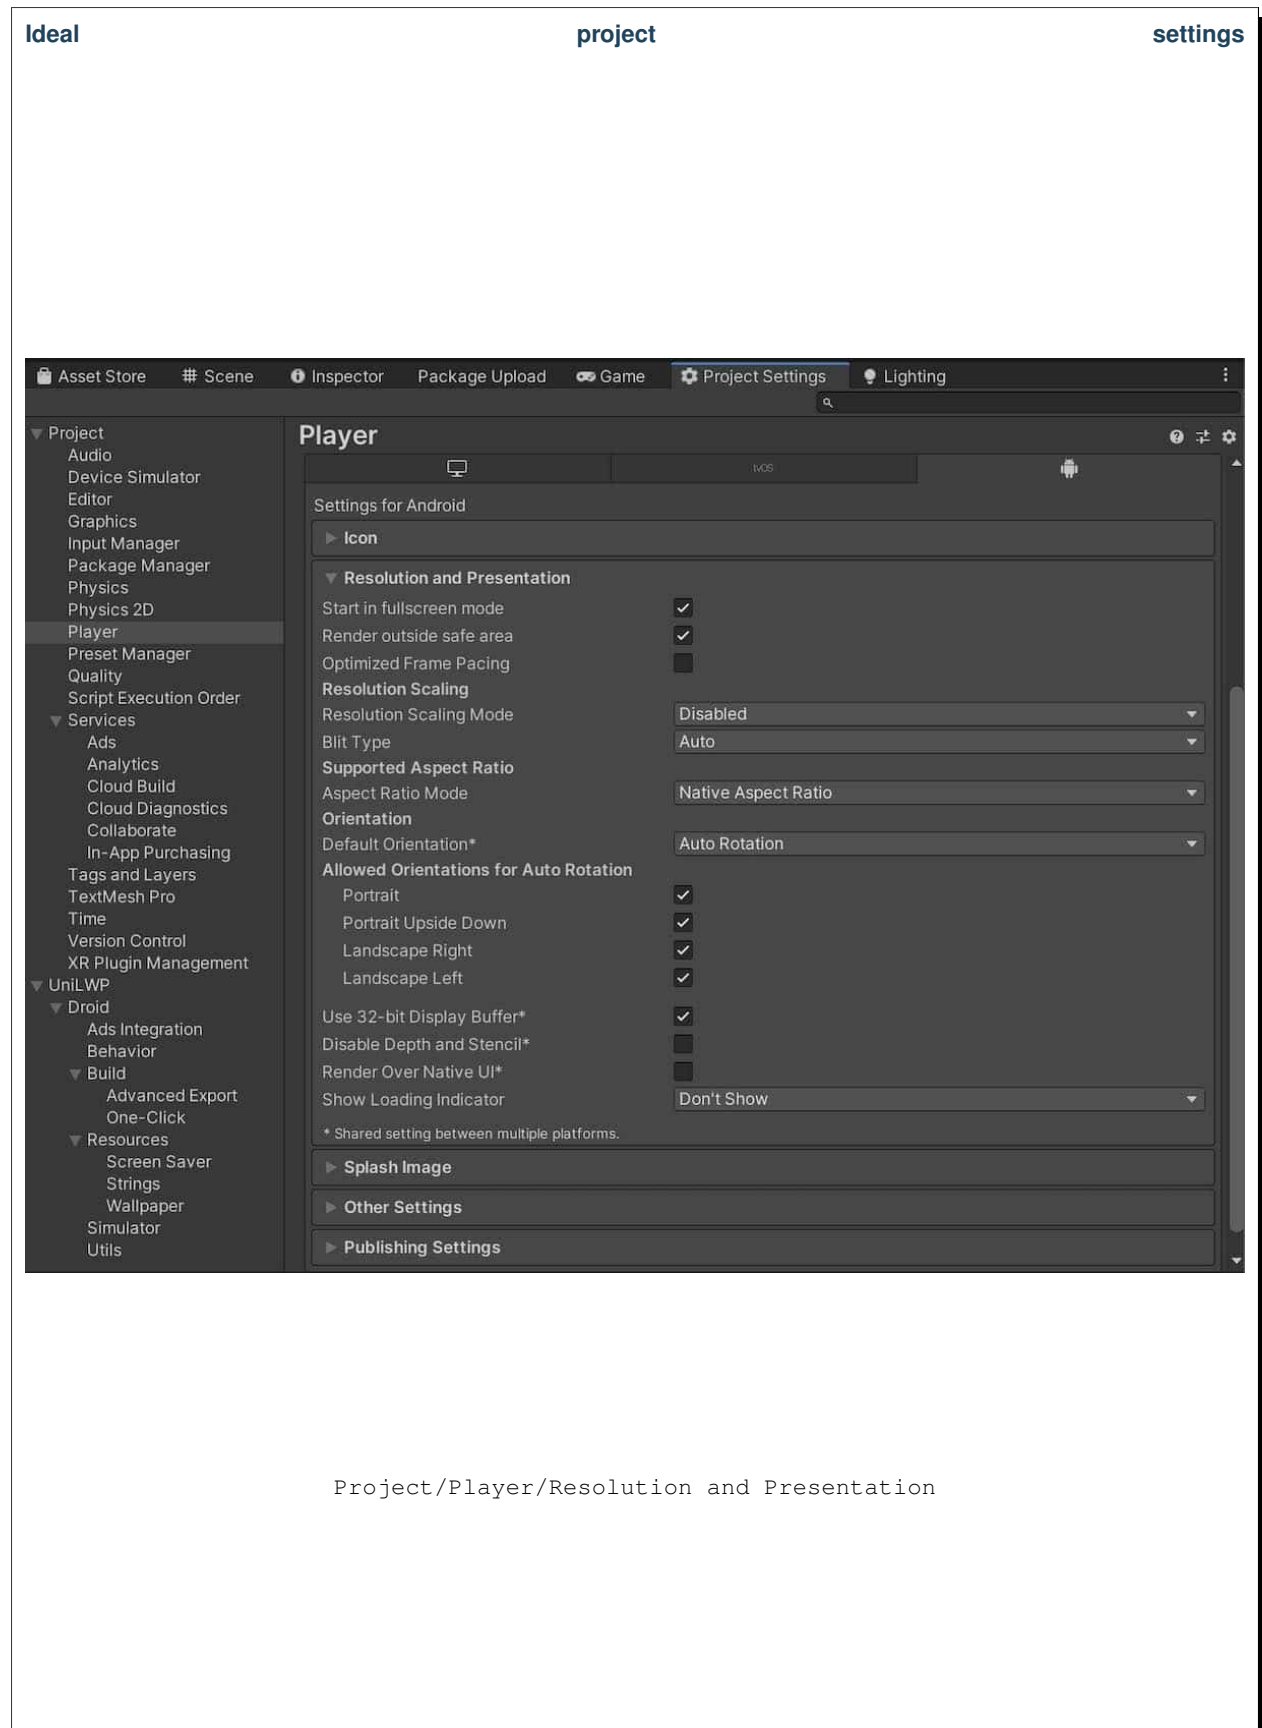 Ideal project settings
Asset Store # Scene Inspector Package Upload Game Project Settings Lighting
Project
Audio
Device Simulator
Editor
Graphics
Input Manager
Package Manager
Physics
Physics 2D
Player
Preset Manager
Quality
Script Execution Order
Services
Ads
Analytics
Cloud Build
Cloud Diagnostics
Collaborate
In-App Purchasing
Tags and Layers
TextMesh Pro
Time
Version Control
XR Plugin Management
UniLWP
Droid
Ads Integration
Behavior
Build
Advanced Export
One-Click
Resources
Screen Saver
Strings
Wallpaper
Simulator
Utils
Player
tvOS
Settings for Android
Icon
Resolution and Presentation
Start in fullscreen mode
Render outside safe area
Optimized Frame Pacing
Resolution Scaling
Resolution Scaling Mode Disabled
Blit Type Auto
Supported Aspect Ratio
Aspect Ratio Mode Native Aspect Ratio
Orientation
Default Orientation* Auto Rotation
Allowed Orientations for Auto Rotation
Portrait
Portrait Upside Down
Landscape Right
Landscape Left
Use 32-bit Display Buffer*
Disable Depth and Stencil*
Render Over Native UI*
Show Loading Indicator Don't Show
* Shared setting between multiple platforms.
Splash Image
Other Settings
Publishing Settings
Project/Player/Resolution and Presentation